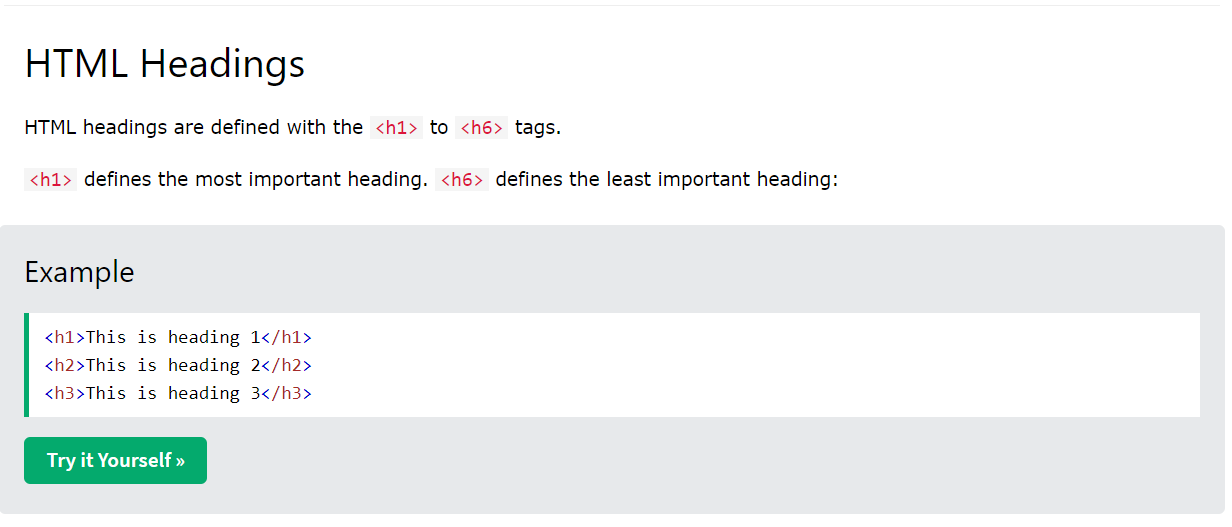 HTML Headings
HTML headings are defined with the <h1> to <h6> tags.
<h1> defines the most important heading. <h6> defines the least important heading:
Example
<h1>This is heading 1</h1>
<h2>This is heading 2</h2>
<h3>This is heading 3</h3>
Try it Yourself »